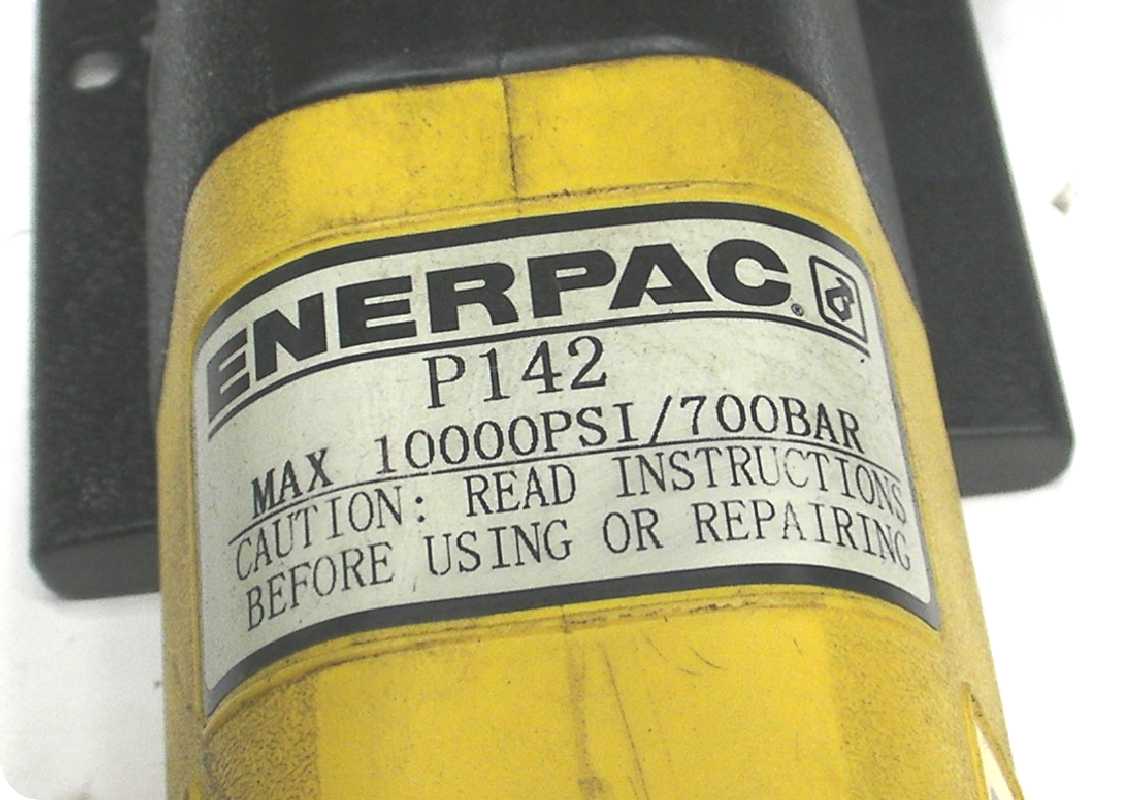 ENERPAC®
P142
MAX 10000PSI/700BAR
CAUTION: READ INSTRUCTIONS
BEFORE USING OR REPAIRING